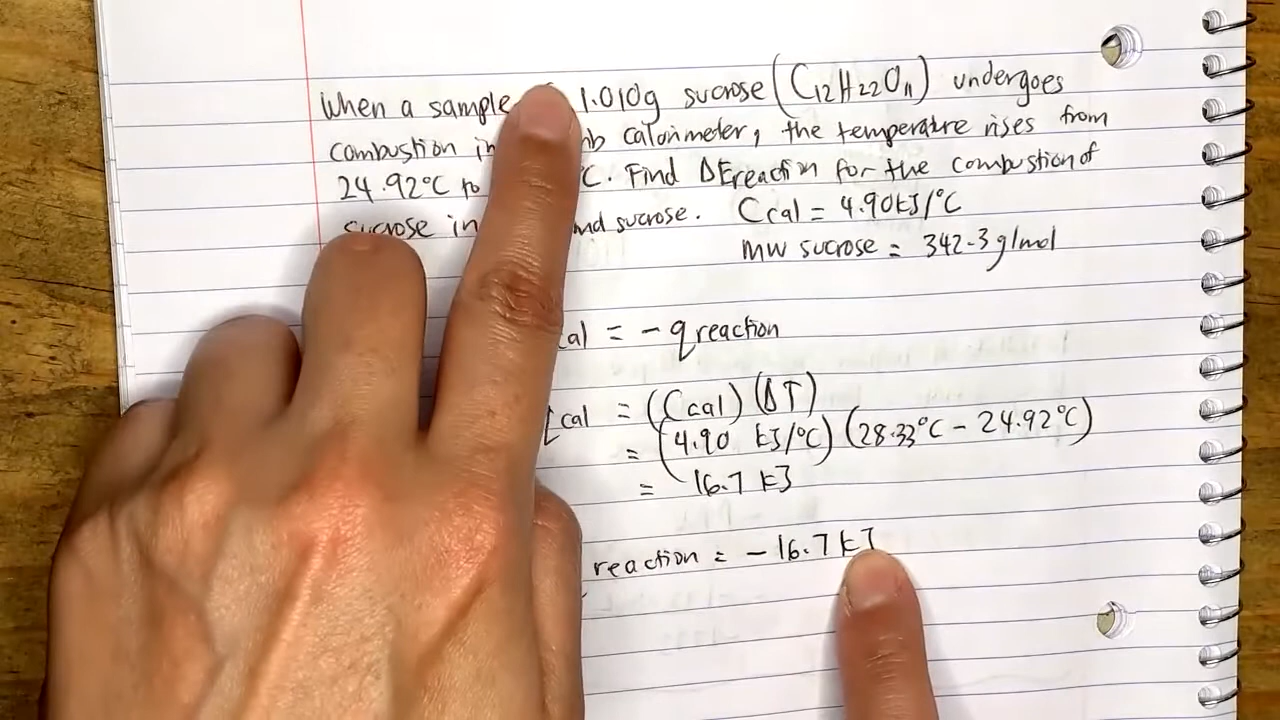 When a sample 1.010g sucrose (C12H22O11) undergoes
combustion in calorimeter, the temperature rises from
24.92°C to °C. Find ΔEreaction for the combustion of
sucrose in sucrose. Ccal = 4.90kJ/°C
MW sucrose = 342.3 g/mol
cal = - q reaction
cal = (Ccal) (ΔT)
= (4.90 kJ/°C) (28.33°C - 24.92°C)
= 16.7 kJ
reaction = -16.7 kJ